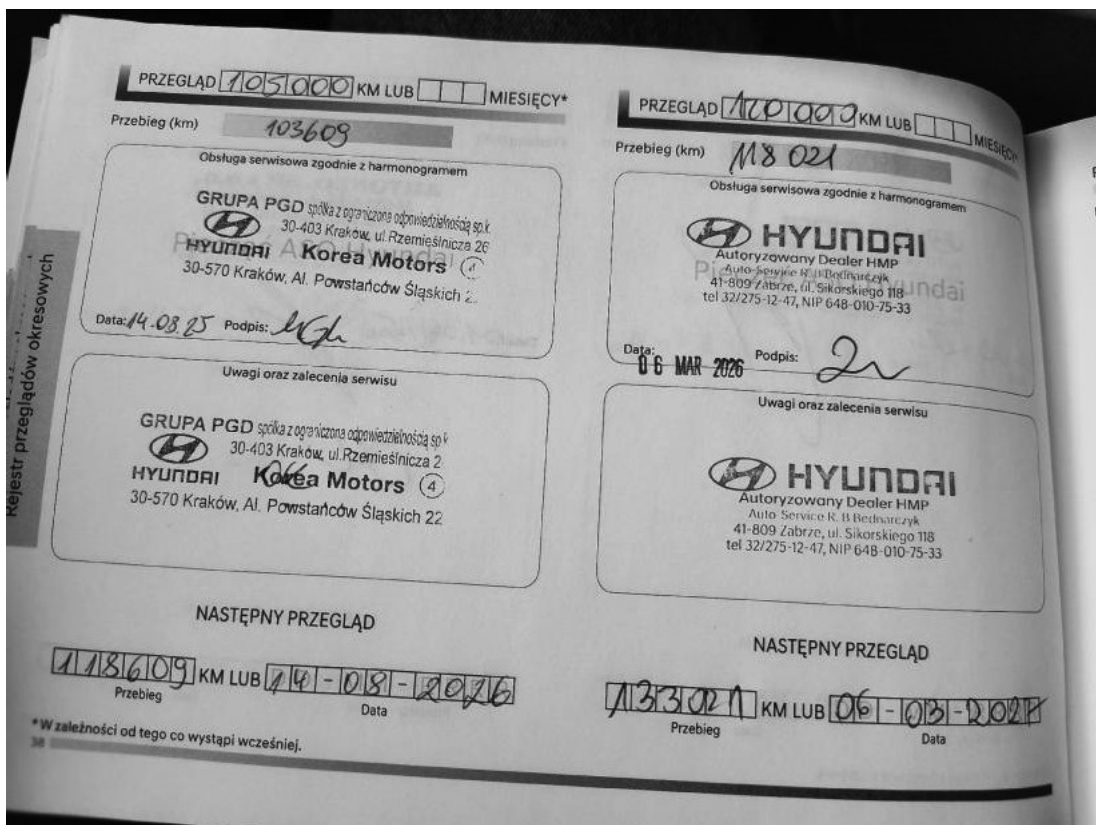 PRZEGLĄD 105000 KM LUB MIESIĘCY*
Przebieg (km) 103609
Obsługa serwisowa zgodnie z harmonogramem
GRUPA PGD spółka z ograniczoną odpowiedzialnością sp.k.
30-403 Kraków, ul. Rzemieślnicza 26
HYUNDAI Korea Motors 4
30-570 Kraków, Al. Powstańców Śląskich 2
Data: 14.08.25 Podpis:
Uwagi oraz zalecenia serwisu
GRUPA PGD spółka z ograniczoną odpowiedzialnością sp.k
30-403 Kraków, ul.Rzemieślnicza 2
HYUNDAI Korea Motors 4
30-570 Kraków, Al. Powstańców Śląskich 22
NASTĘPNY PRZEGLĄD
118609 KM LUB 14-08-2026
Przebieg Data
*W zależności od tego co wystąpi wcześniej.
38
Rejestr przeglądów okresowych
PRZEGLĄD 120000 KM LUB MIESIĘCY*
Przebieg (km) 118 021
Obsługa serwisowa zgodnie z harmonogramem
HYUNDAI
Autoryzowany Dealer HMP
Auto-Service R. B Bednarczyk
41-809 Zabrze, ul. Sikorskiego 118
tel 32/275-12-47, NIP 648-010-75-33
Data: 06 MAR 2026 Podpis:
Uwagi oraz zalecenia serwisu
HYUNDAI
Autoryzowany Dealer HMP
Auto-Service R. B Bednarczyk
41-809 Zabrze, ul. Sikorskiego 118
tel 32/275-12-47, NIP 648-010-75-33
NASTĘPNY PRZEGLĄD
133021 KM LUB 06-03-2027
Przebieg Data